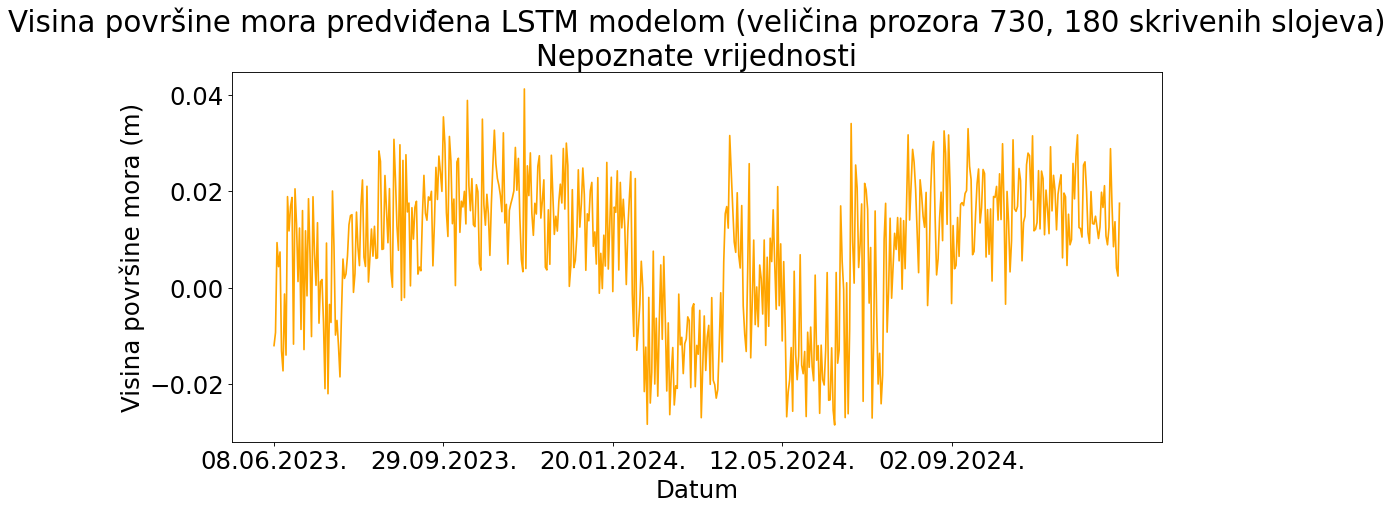 Visina površine mora predviđena LSTM modelom (veličina prozora 730, 180 skrivenih slojeva)
Nepoznate vrijednosti
Visina površine mora (m)
0.04
0.02
0.00
−0.02
08.06.2023. 29.09.2023. 20.01.2024. 12.05.2024. 02.09.2024.
Datum